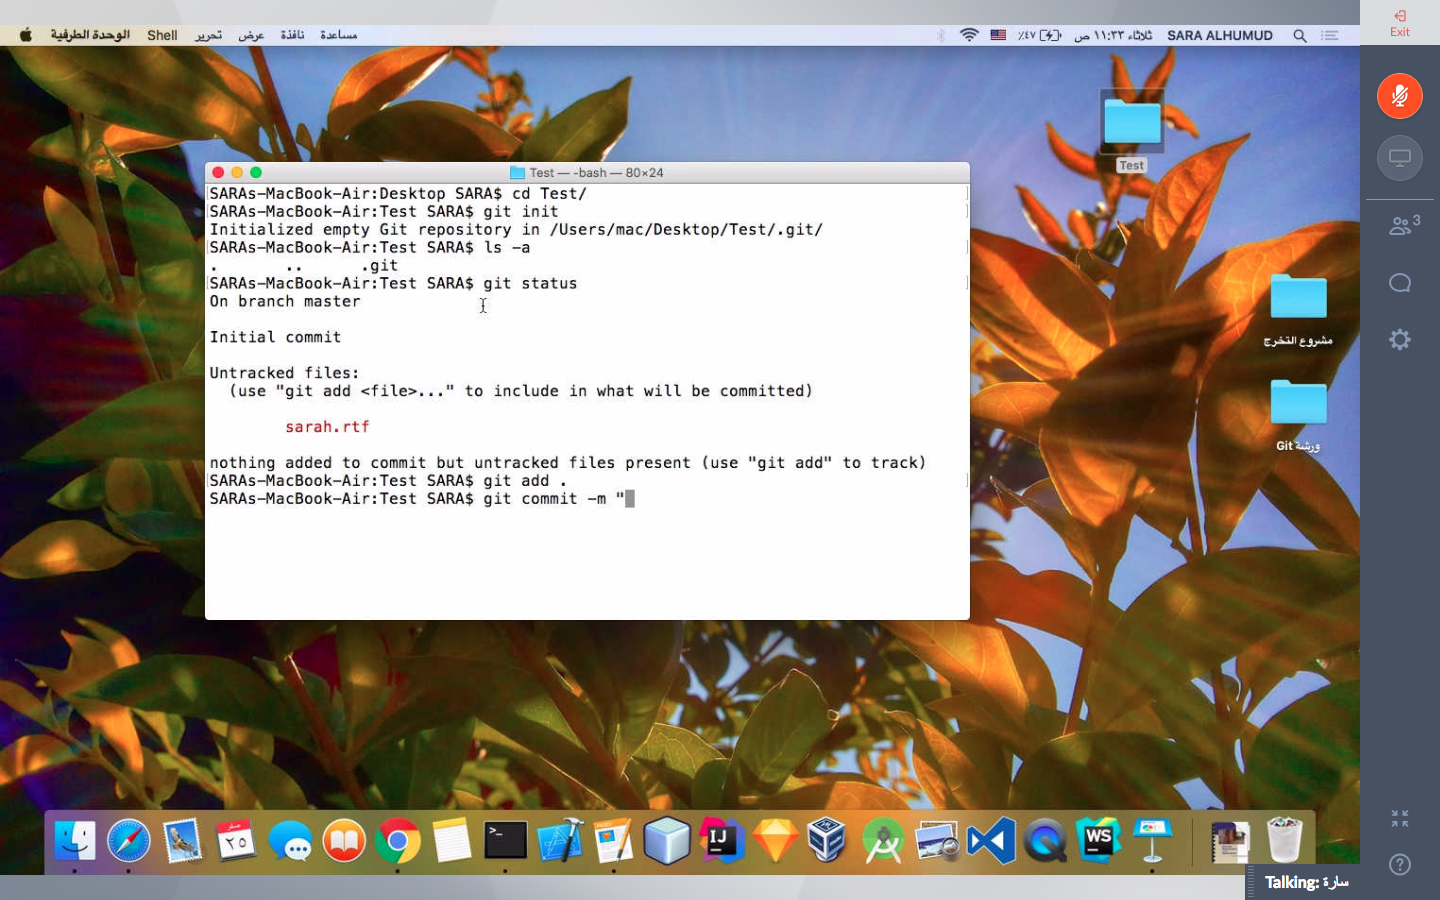 الوحدة الطرفية Shell تحرير عرض نافذة مساعدة
٪٤٧ ثلاثاء ١١:٣٣ ص SARA ALHUMUD
Exit
3
Test
Test — -bash — 80×24
SARAs-MacBook-Air:Desktop SARA$ cd Test/
SARAs-MacBook-Air:Test SARA$ git init
Initialized empty Git repository in /Users/mac/Desktop/Test/.git/
SARAs-MacBook-Air:Test SARA$ ls -a
. .. .git
SARAs-MacBook-Air:Test SARA$ git status
On branch master
Initial commit
Untracked files:
(use "git add <file>..." to include in what will be committed)
sarah.rtf
nothing added to commit but untracked files present (use "git add" to track)
SARAs-MacBook-Air:Test SARA$ git add .
SARAs-MacBook-Air:Test SARA$ git commit -m "
مشروع التخرج
ورشة Git
٢٥
>_
IJ
WS
Talking: سارة